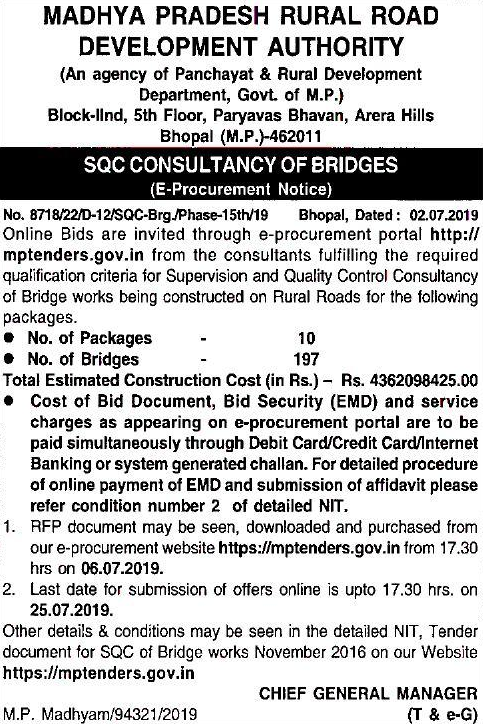 MADHYA PRADESH RURAL ROAD
DEVELOPMENT AUTHORITY
(An agency of Panchayat & Rural Development
Department, Govt. of M.P.)
Block-IInd, 5th Floor, Paryavas Bhavan, Arera Hills
Bhopal (M.P.)-462011
SQC CONSULTANCY OF BRIDGES
(E-Procurement Notice)
No. 8718/22/D-12/SQC-Brg./Phase-15th/19 Bhopal, Dated : 02.07.2019
Online Bids are invited through e-procurement portal http://
mptenders.gov.in from the consultants fulfilling the required
qualification criteria for Supervision and Quality Control Consultancy
of Bridge works being constructed on Rural Roads for the following
packages.
● No. of Packages - 10
● No. of Bridges - 197
Total Estimated Construction Cost (in Rs.) – Rs. 4362098425.00
● Cost of Bid Document, Bid Security (EMD) and service
charges as appearing on e-procurement portal are to be
paid simultaneously through Debit Card/Credit Card/Internet
Banking or system generated challan. For detailed procedure
of online payment of EMD and submission of affidavit please
refer condition number 2 of detailed NIT.
1. RFP document may be seen, downloaded and purchased from
our e-procurement website https://mptenders.gov.in from 17.30
hrs on 06.07.2019.
2. Last date for submission of offers online is upto 17.30 hrs. on
25.07.2019.
Other details & conditions may be seen in the detailed NIT, Tender
document for SQC of Bridge works November 2016 on our Website
https://mptenders.gov.in
CHIEF GENERAL MANAGER
M.P. Madhyam/94321/2019 (T & e-G)